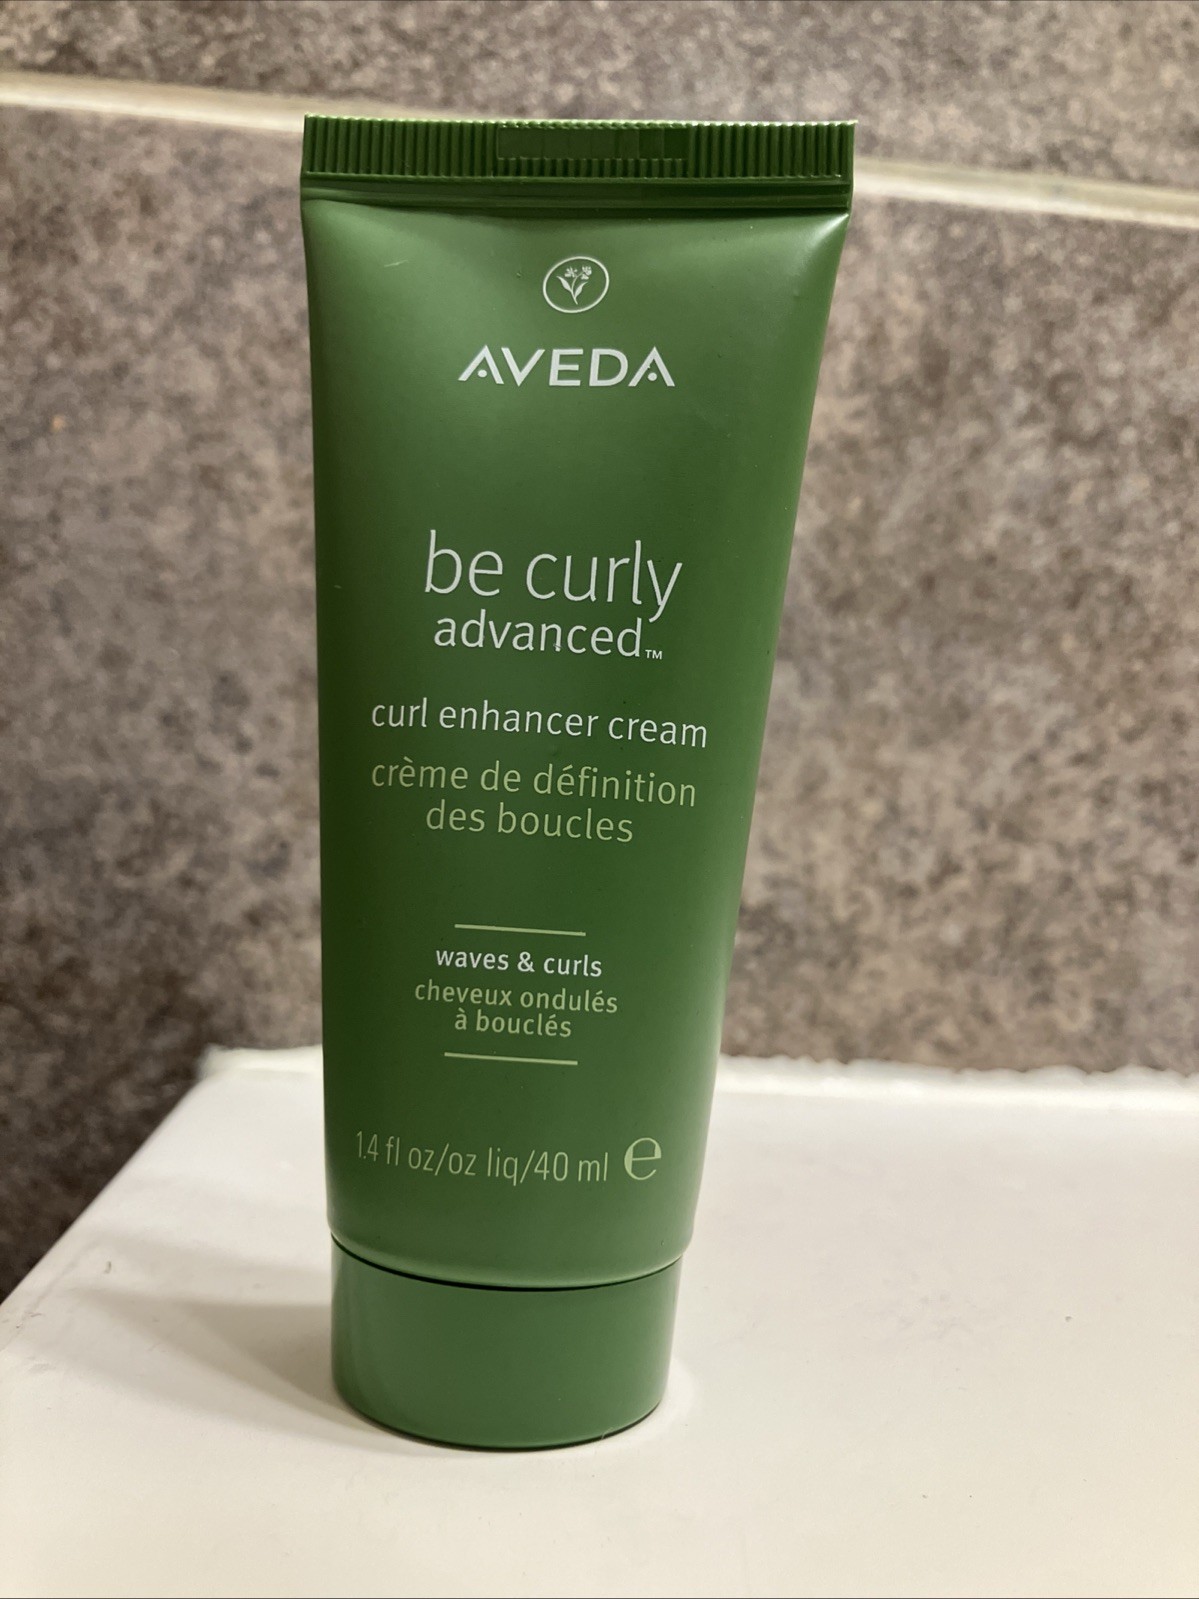 AVEDA
be curly
advanced™
curl enhancer cream
crème de définition
des boucles
waves & curls
cheveux ondulés
à bouclés
1.4 fl oz/oz liq/40 ml ℮